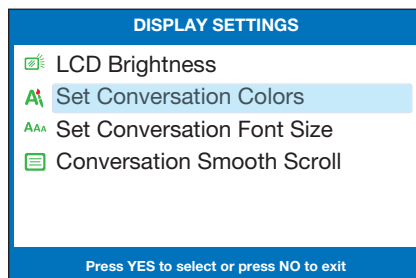 DISPLAY SETTINGS
LCD Brightness
Set Conversation Colors
Set Conversation Font Size
Conversation Smooth Scroll
Press YES to select or press NO to exit